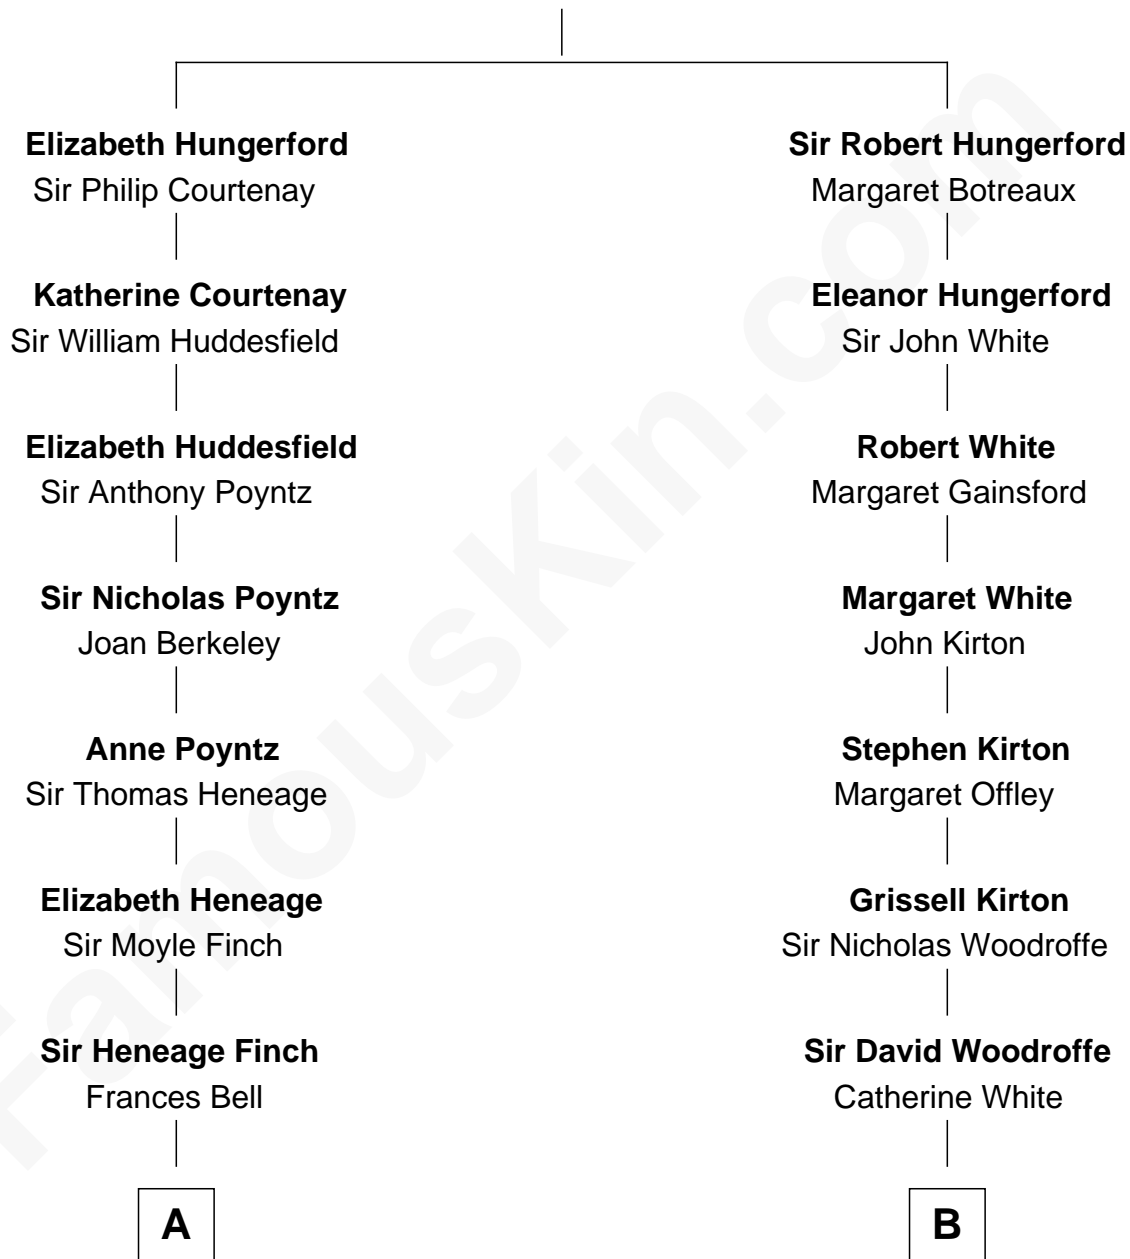 Elizabeth Hungerford
Sir Philip Courtenay
Katherine Courtenay
Sir William Huddesfield
Elizabeth Huddesfield
Sir Anthony Poyntz
Sir Nicholas Poyntz
Joan Berkeley
Anne Poyntz
Sir Thomas Heneage
Elizabeth Heneage
Sir Moyle Finch
Sir Heneage Finch
Frances Bell
A
Sir Robert Hungerford
Margaret Botreaux
Eleanor Hungerford
Sir John White
Robert White
Margaret Gainsford
Margaret White
John Kirton
Stephen Kirton
Margaret Offley
Grissell Kirton
Sir Nicholas Woodroffe
Sir David Woodroffe
Catherine White
B
FamousKin.com